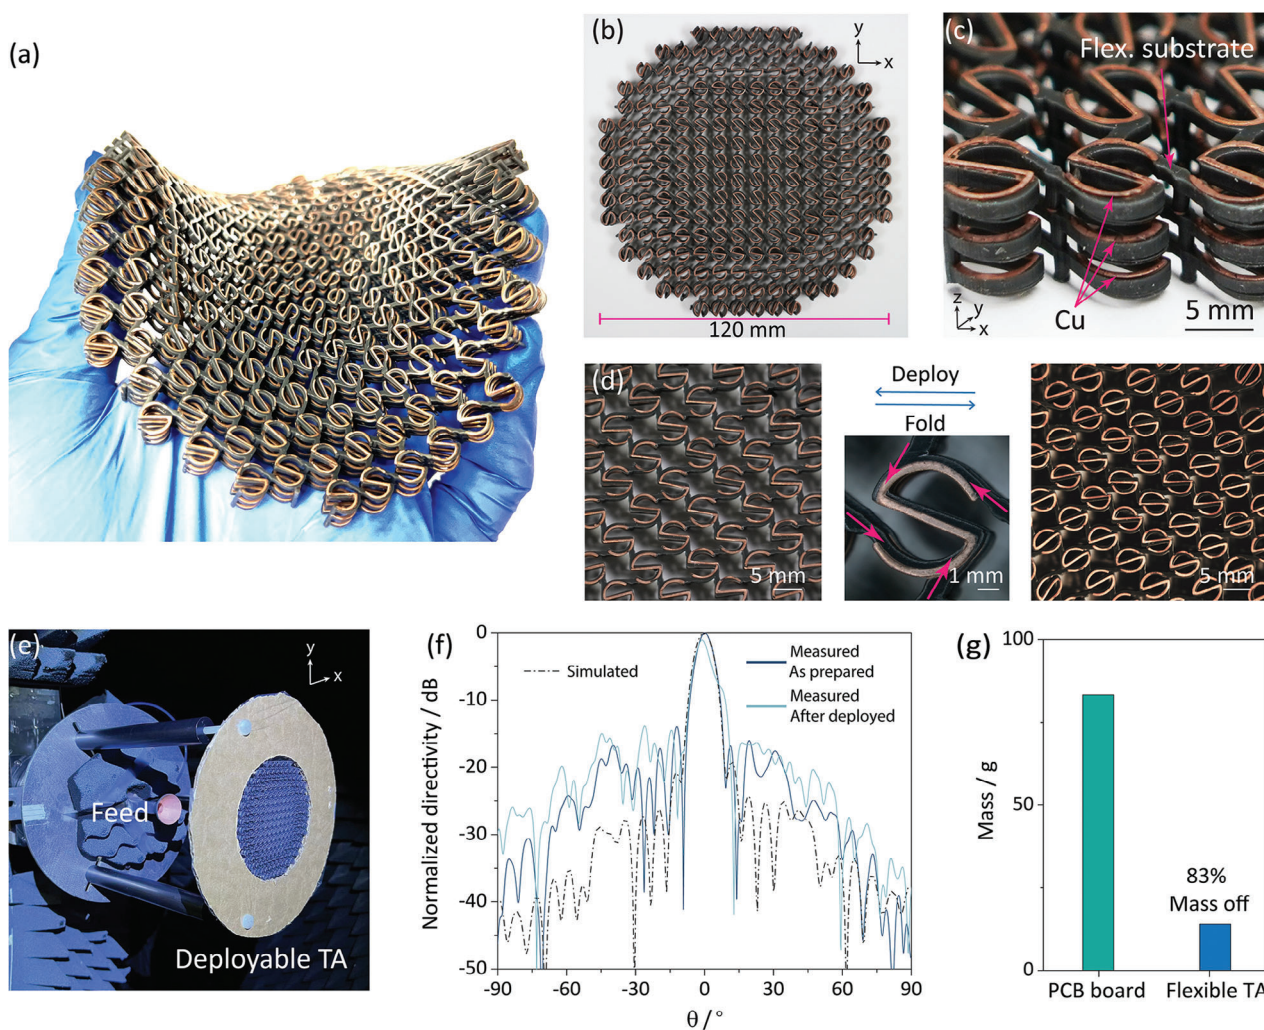 (a)
(b)
y
x
120 mm
(c)
Flex. substrate
z
y
x
Cu
5 mm
(d)
5 mm
Deploy
Fold
1 mm
5 mm
(e)
y
x
Feed
Deployable TA
(f)
Normalized directivity / dB
0
-10
-20
-30
-40
-50
Simulated
Measured
As prepared
Measured
After deployed
-90
-60
-30
0
30
60
90
θ / °
(g)
Mass / g
100
50
0
83%
Mass off
PCB board
Flexible TA